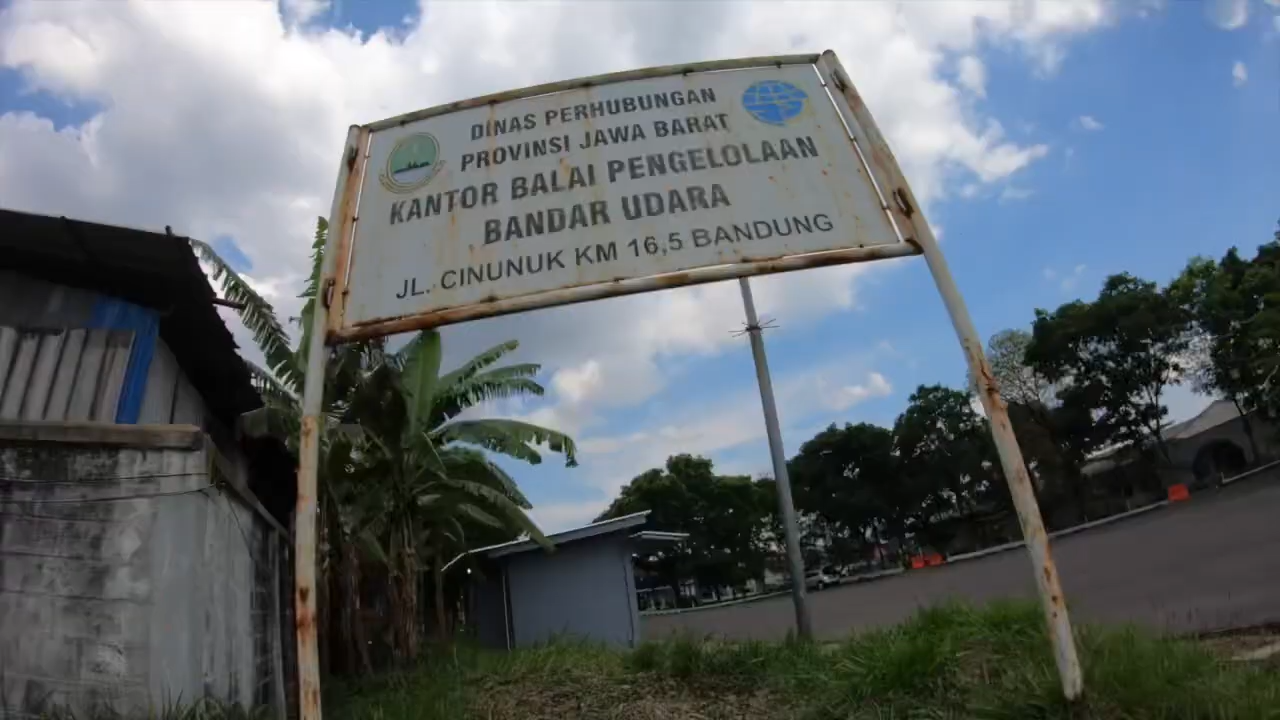 DINAS PERHUBUNGAN
PROVINSI JAWA BARAT
KANTOR BALAI PENGELOLAAN
BANDAR UDARA
JL. CINUNUK KM 16,5 BANDUNG